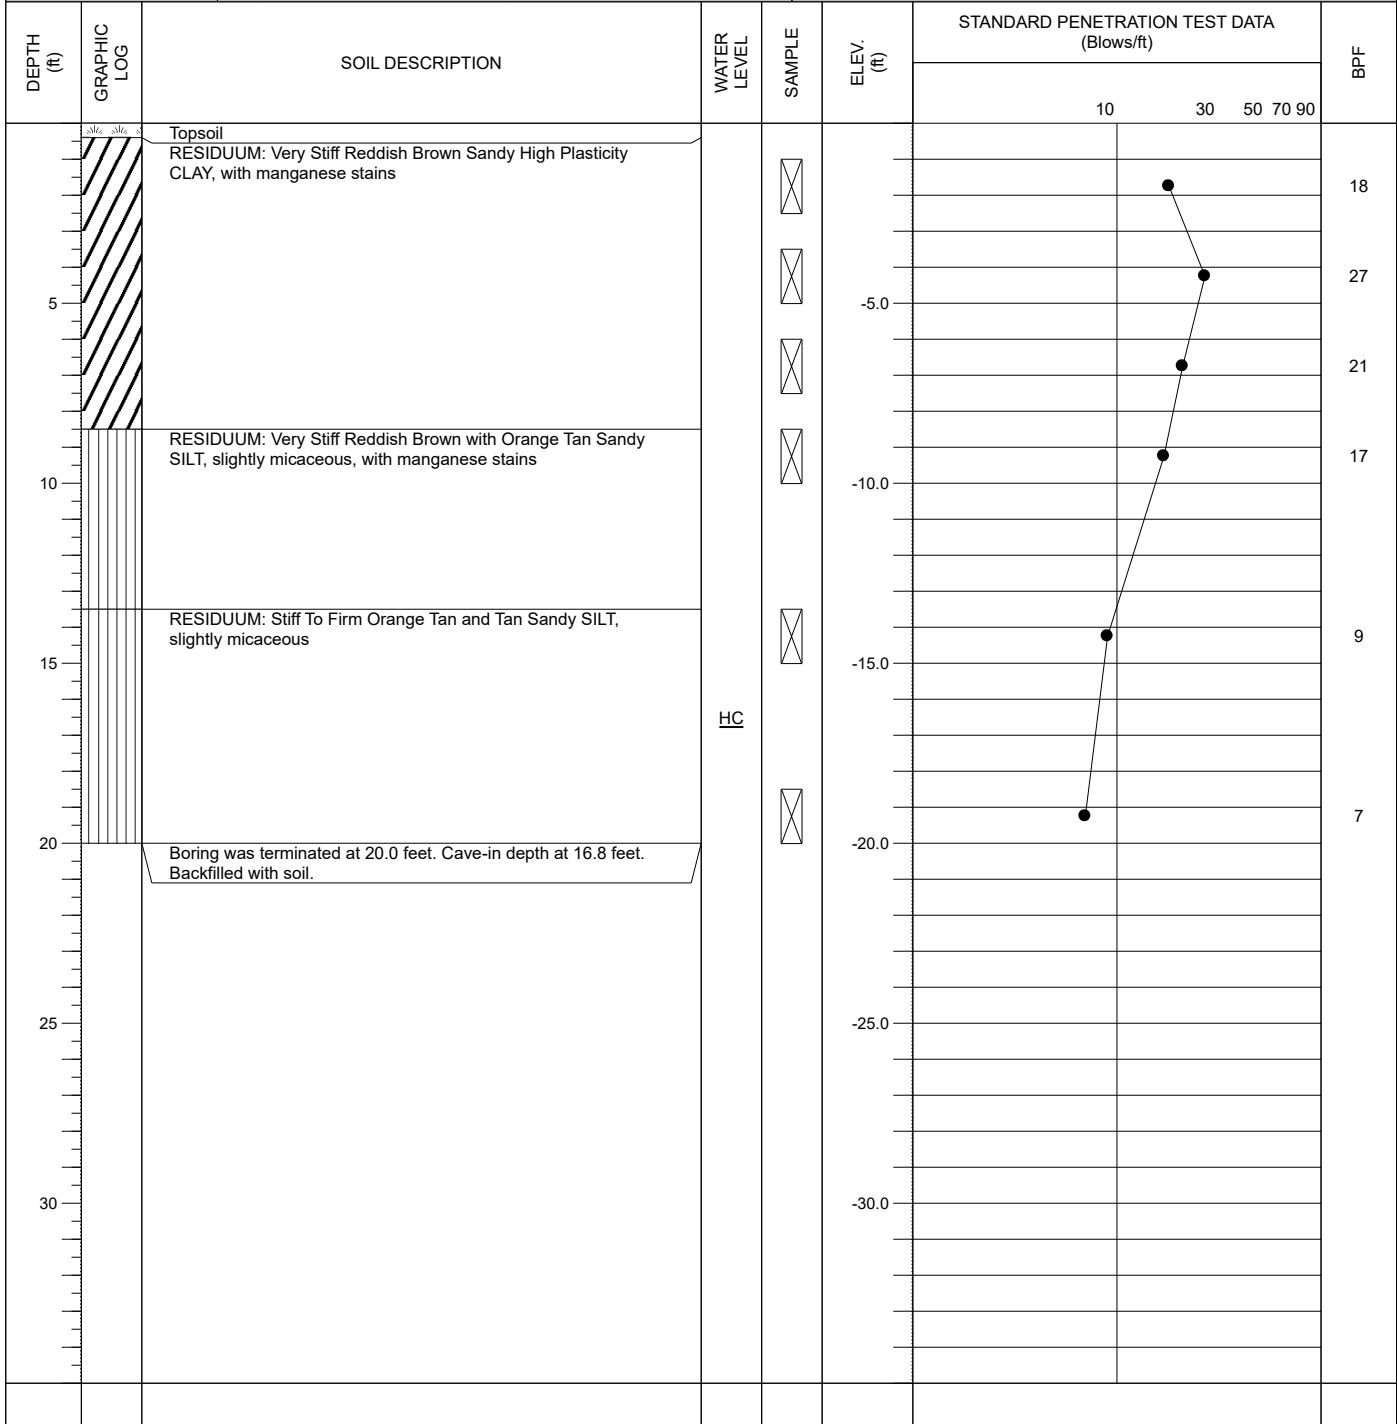 DEPTH
(ft)
GRAPHIC
LOG
SOIL DESCRIPTION
WATER
LEVEL
SAMPLE
ELEV.
(ft)
STANDARD PENETRATION TEST DATA
(Blows/ft)
BPF
10 30 50 70 90
Topsoil
RESIDUUM: Very Stiff Reddish Brown Sandy High Plasticity
CLAY, with manganese stains
18
27
5 -5.0
21
RESIDUUM: Very Stiff Reddish Brown with Orange Tan Sandy
SILT, slightly micaceous, with manganese stains
17
10 -10.0
RESIDUUM: Stiff To Firm Orange Tan and Tan Sandy SILT,
slightly micaceous
9
15 -15.0
HC
7
20 -20.0
Boring was terminated at 20.0 feet. Cave-in depth at 16.8 feet.
Backfilled with soil.
25 -25.0
30 -30.0